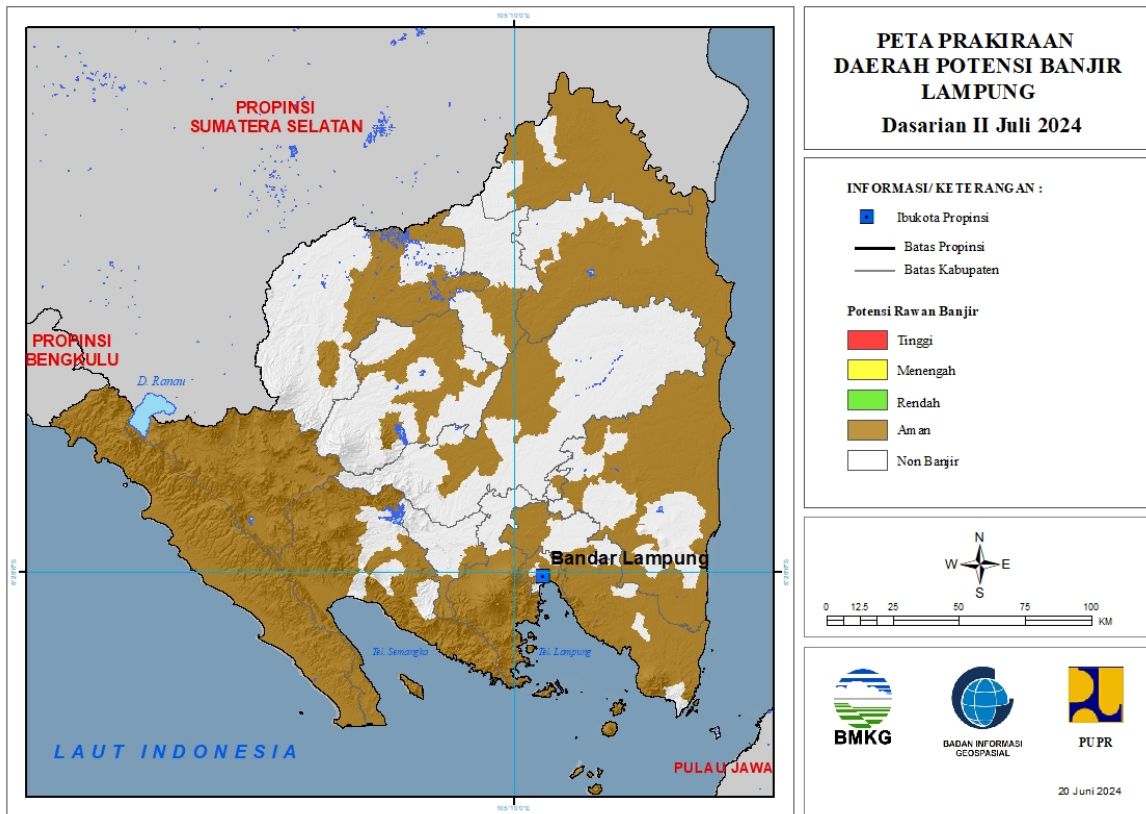 PETA PRAKIRAAN
DAERAH POTENSI BANJIR
LAMPUNG
Dasarian II Juli 2024
INFORMASI/ KETERANGAN :
Ibukota Propinsi
Batas Propinsi
Batas Kabupaten
Potensi Rawan Banjir
Tinggi
Menengah
Rendah
Aman
Non Banjir
N
W E
S
0 12.5 25 50 75 100
KM
BMKG
BADAN INFORMASI
GEOSPASIAL
PUPR
20 Juni 2024
PROPINSI
SUMATERA SELATAN
PROPINSI
BENGKULU
D. Ranau
Bandar Lampung
Tel. Semangka
Tel. Lampung
LAUT INDONESIA
PULAU JAWA